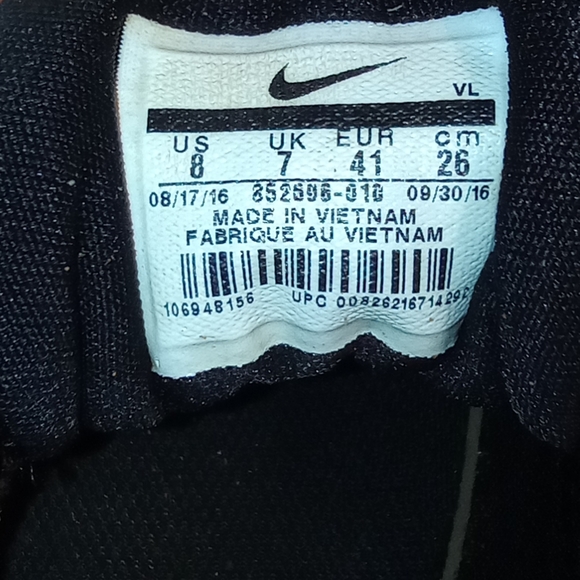 VL
US UK EUR cm
8 7 41 26
08/17/16 852696-010 09/30/16
MADE IN VIETNAM
FABRIQUE AU VIETNAM
106948156 UPC